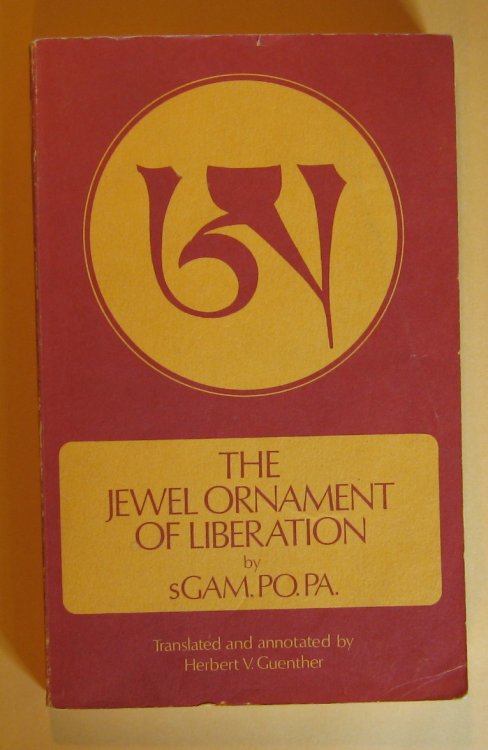 ཨ
THE
JEWEL ORNAMENT
OF LIBERATION
by
sGAM.PO.PA.
Translated and annotated by
Herbert V. Guenther